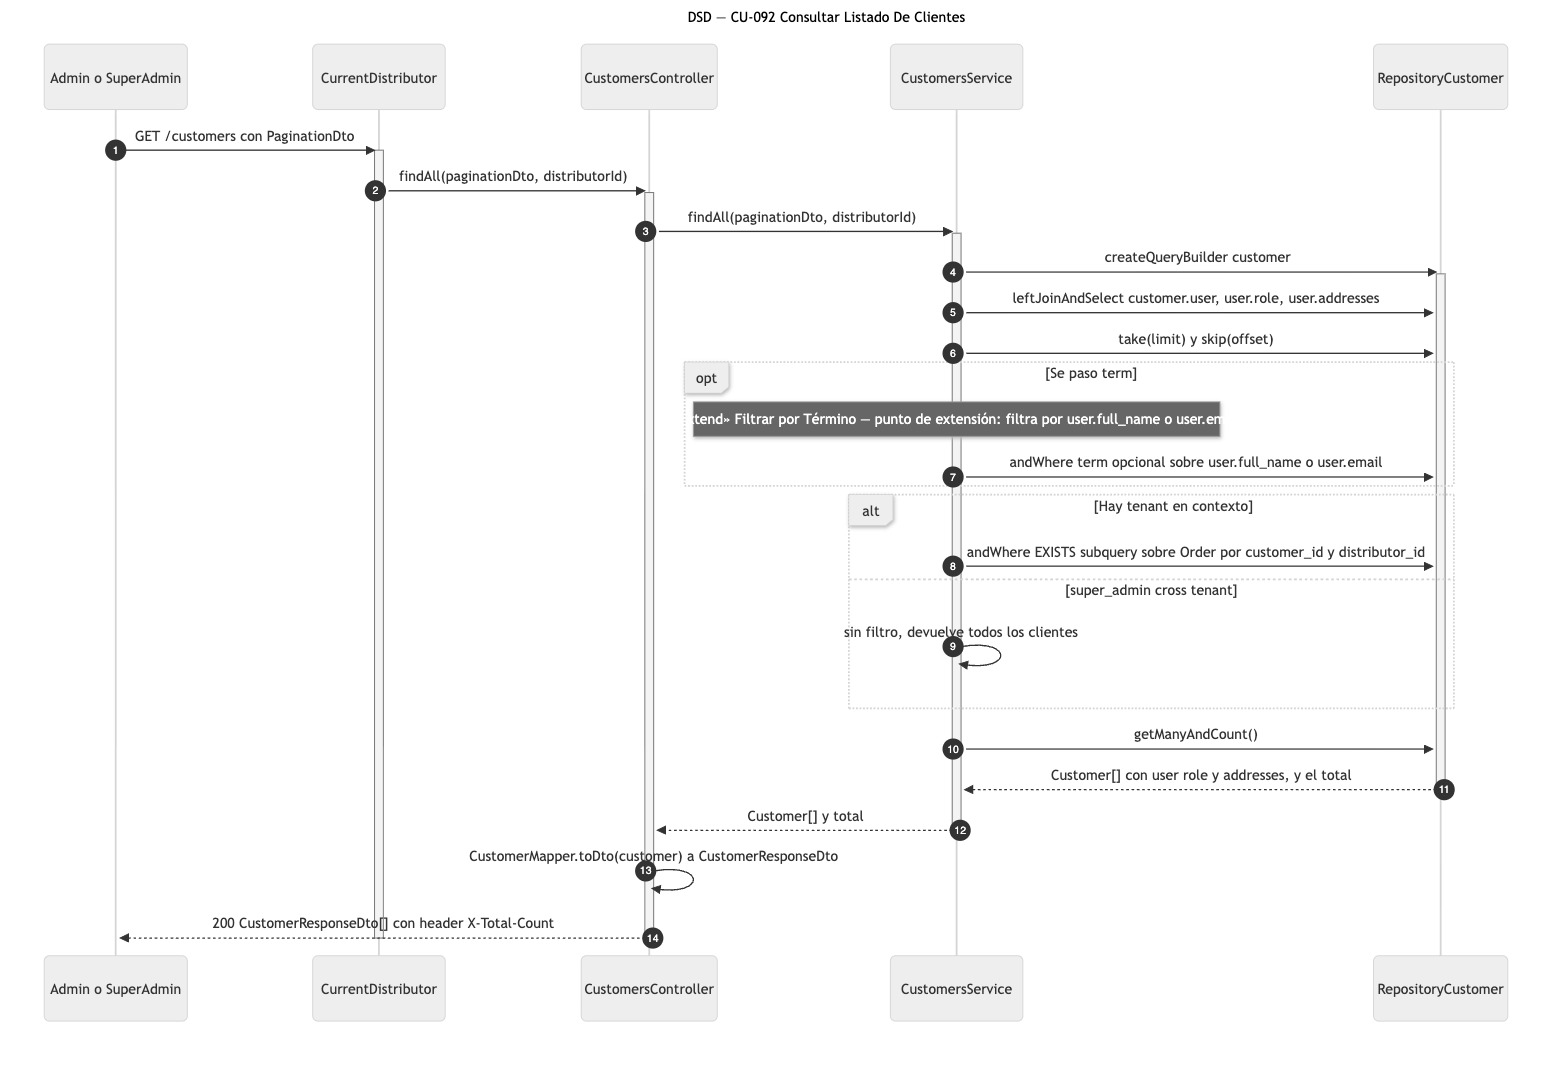 DSD — CU-092 Consultar Listado De Clientes
Admin o SuperAdmin
CurrentDistributor
CustomersController
CustomersService
RepositoryCustomer
GET /customers con PaginationDto
1
findAll(paginationDto, distributorId)
2
findAll(paginationDto, distributorId)
3
createQueryBuilder customer
4
leftJoinAndSelect customer.user, user.role, user.addresses
5
take(limit) y skip(offset)
6
opt
[Se paso term]
tend» Filtrar por Término — punto de extensión: filtra por user.full_name o user.em
andWhere term opcional sobre user.full_name o user.email
7
alt
[Hay tenant en contexto]
andWhere EXISTS subquery sobre Order por customer_id y distributor_id
8
[super_admin cross tenant]
sin filtro, devuelve todos los clientes
9
getManyAndCount()
10
Customer[] con user role y addresses, y el total
11
Customer[] y total
12
CustomerMapper.toDto(customer) a CustomerResponseDto
13
200 CustomerResponseDto[] con header X-Total-Count
14
Admin o SuperAdmin
CurrentDistributor
CustomersController
CustomersService
RepositoryCustomer